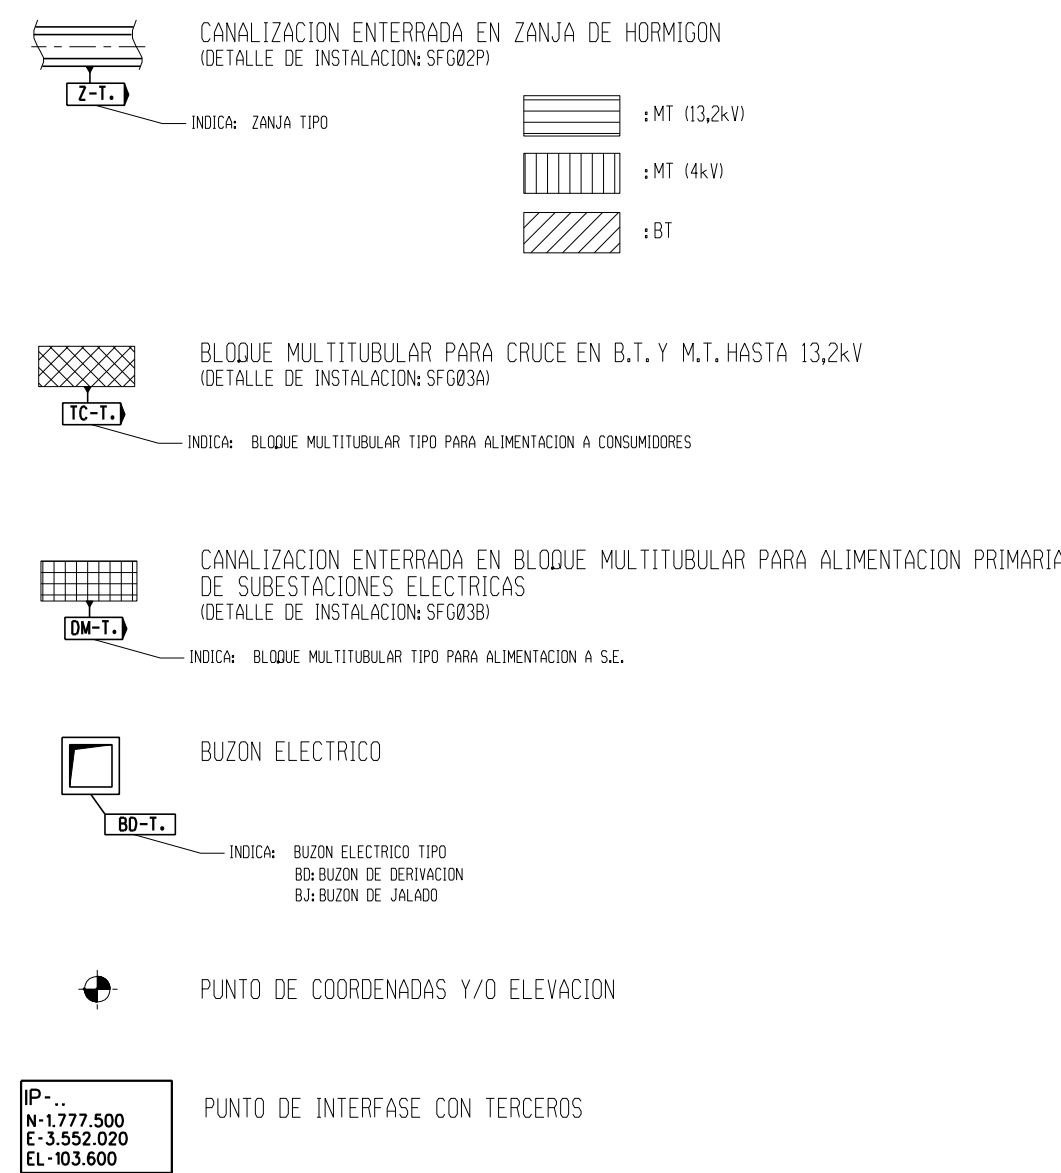 CANALIZACION ENTERRADA EN ZANJA DE HORMIGON
(DETALLE DE INSTALACION: SFG02P)
Z-T.
INDICA: ZANJA TIPO
: MT (13,2kV)
: MT (4kV)
: BT
BLOQUE MULTITUBULAR PARA CRUCE EN B.T. Y M.T. HASTA 13,2kV
(DETALLE DE INSTALACION: SFG03A)
TC-T.
INDICA: BLOQUE MULTITUBULAR TIPO PARA ALIMENTACION A CONSUMIDORES
CANALIZACION ENTERRADA EN BLOQUE MULTITUBULAR PARA ALIMENTACION PRIMARIA
DE SUBESTACIONES ELECTRICAS
(DETALLE DE INSTALACION: SFG03B)
DM-T.
INDICA: BLOQUE MULTITUBULAR TIPO PARA ALIMENTACION A S.E.
BUZON ELECTRICO
BD-T.
INDICA: BUZON ELECTRICO TIPO
BD: BUZON DE DERIVACION
BJ: BUZON DE JALADO
PUNTO DE COORDENADAS Y/O ELEVACION
IP-..
N-1.777.500
E-3.552.020
EL-103.600
PUNTO DE INTERFASE CON TERCEROS